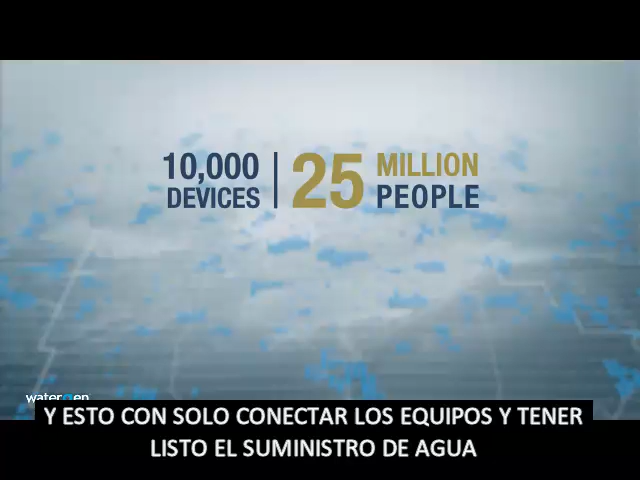 10,000
DEVICES
25
MILLION
PEOPLE
Y ESTO CON SOLO CONECTAR LOS EQUIPOS Y TENER
LISTO EL SUMINISTRO DE AGUA